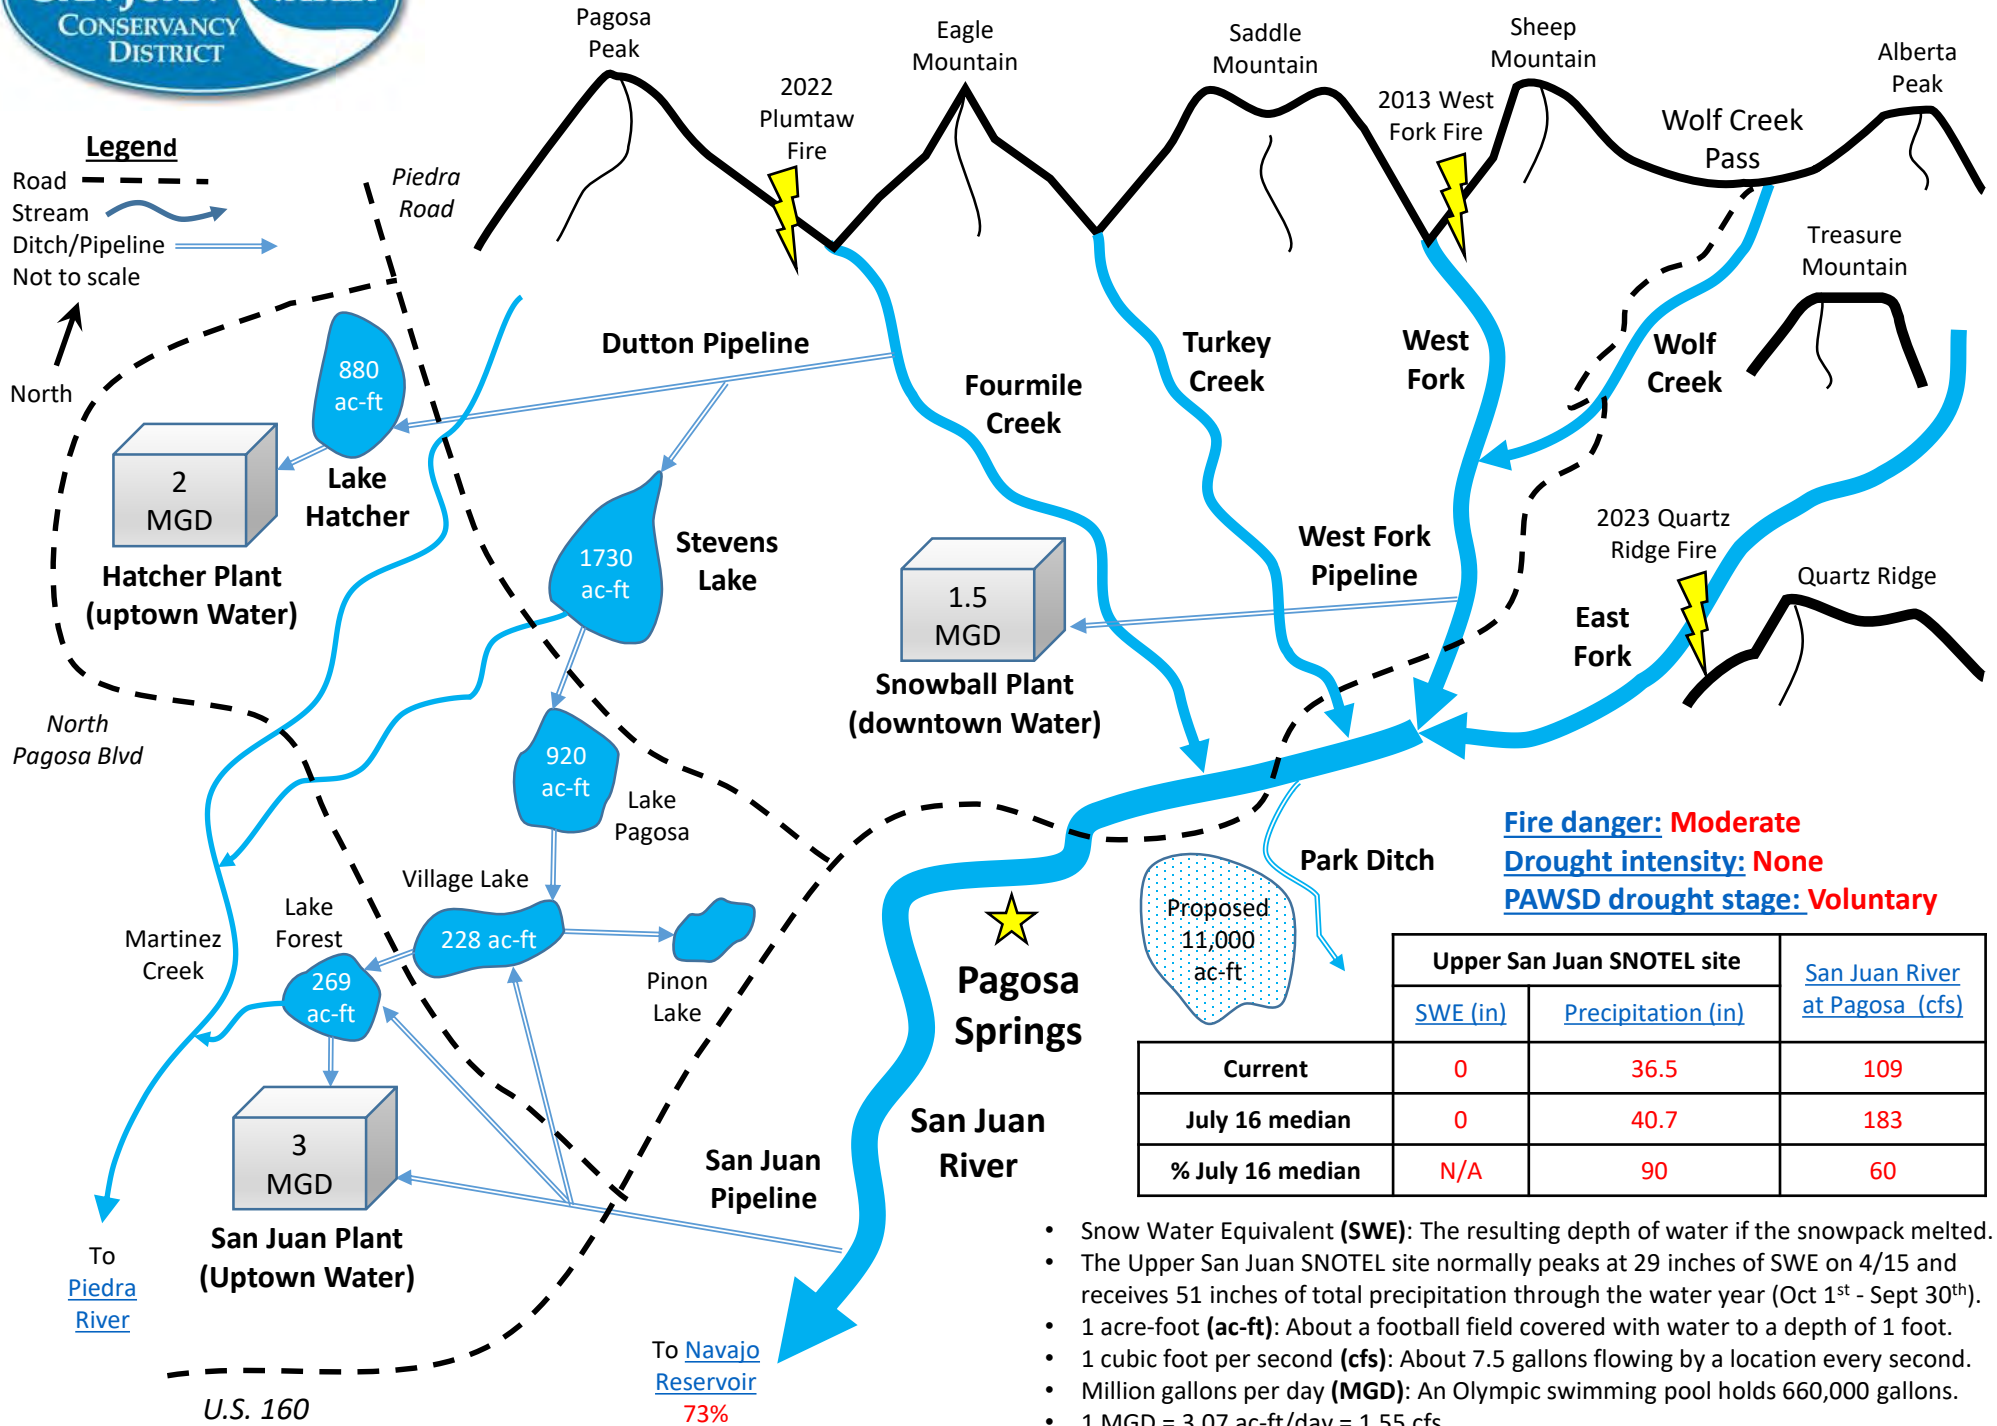 CONSERVANCY
DISTRICT
Pagosa
Peak
Eagle
Mountain
Saddle
Mountain
Sheep
Mountain
Alberta
Peak
2022
Plumtaw
Fire
2013 West
Fork Fire
Wolf Creek
Pass
Legend
Road
Stream
Ditch/Pipeline
Not to scale
North
Piedra
Road
Treasure
Mountain
880
ac-ft
Dutton Pipeline
Fourmile
Creek
Turkey
Creek
West
Fork
Wolf
Creek
2
MGD
Lake
Hatcher
Hatcher Plant
(uptown Water)
1730
ac-ft
Stevens
Lake
1.5
MGD
Snowball Plant
(downtown Water)
West Fork
Pipeline
2023 Quartz
Ridge Fire
Quartz Ridge
East
Fork
North
Pagosa Blvd
920
ac-ft
Lake
Pagosa
Village Lake
228 ac-ft
Lake
Forest
269
ac-ft
Martinez
Creek
Pinon
Lake
Pagosa
Springs
Proposed
11,000
ac-ft
Park Ditch
Fire danger: Moderate
Drought intensity: None
PAWSD drought stage: Voluntary
Upper San Juan SNOTEL site
San Juan River
at Pagosa (cfs)
SWE (in) Precipitation (in)
Current 0 36.5 109
July 16 median 0 40.7 183
% July 16 median N/A 90 60
3
MGD
San Juan Plant
(Uptown Water)
San Juan
Pipeline
San Juan
River
To
Piedra
River
To Navajo
Reservoir
73%
U.S. 160
• Snow Water Equivalent (SWE): The resulting depth of water if the snowpack melted.
• The Upper San Juan SNOTEL site normally peaks at 29 inches of SWE on 4/15 and
receives 51 inches of total precipitation through the water year (Oct 1st - Sept 30th).
• 1 acre-foot (ac-ft): About a football field covered with water to a depth of 1 foot.
• 1 cubic foot per second (cfs): About 7.5 gallons flowing by a location every second.
• Million gallons per day (MGD): An Olympic swimming pool holds 660,000 gallons.
• 1 MGD = 3.07 ac-ft/day = 1.55 cfs